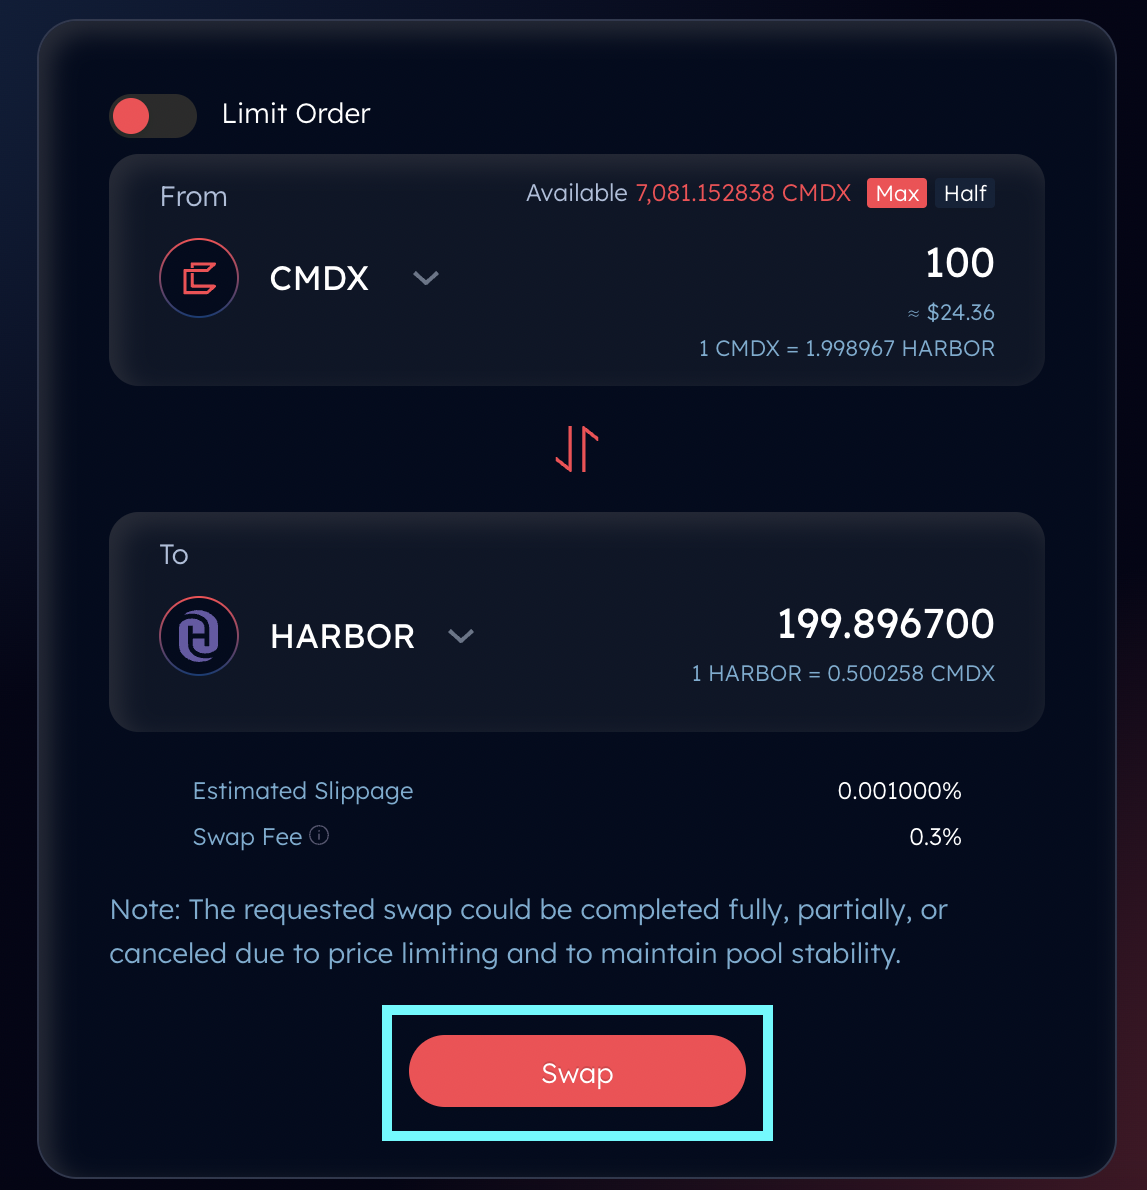 Limit Order
From
Available 7,081.152838 CMDX Max Half
CMDX
100
≈ $24.36
1 CMDX = 1.998967 HARBOR
To
HARBOR
199.896700
1 HARBOR = 0.500258 CMDX
Estimated Slippage 0.001000%
Swap Fee 0.3%
Note: The requested swap could be completed fully, partially, or
canceled due to price limiting and to maintain pool stability.
Swap